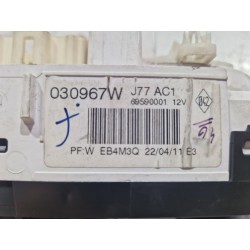 030967W J77 AC1
89590001 12V
PF:W EB4M3Q 22/04/11 E3